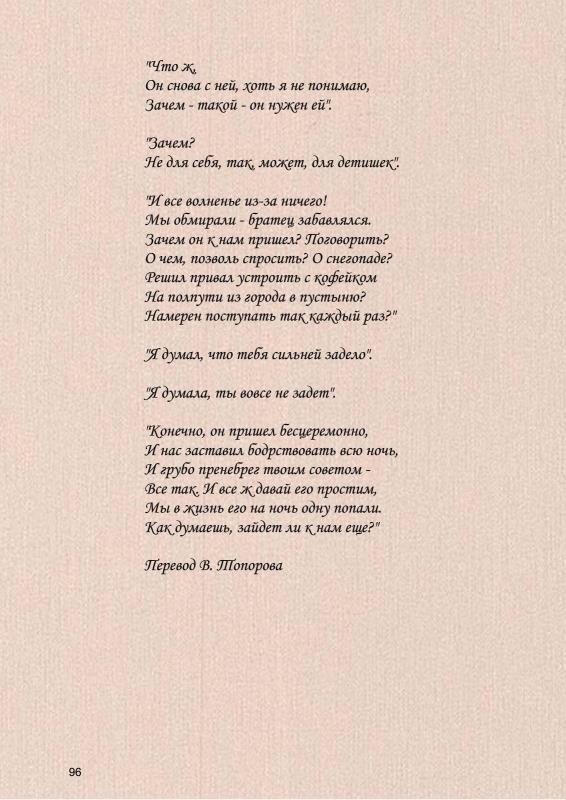 "Что ж,
Он снова с ней, хоть я не понимаю,
Зачем - такой - он нужен ей".
"Зачем?
Не для себя, так, может, для детишек".
"И все волненье из-за ничего!
Мы обмирали - братец забавлялся.
Зачем он к нам пришел? Поговорить?
О чем, позволь спросить? О снегопаде?
Решил привал устроить с кофейком
На полпути из города в пустыню?
Намерен поступать так каждый раз?"
"Я думал, что тебя сильней задело".
"Я думала, ты вовсе не задет".
"Конечно, он пришел бесцеремонно,
И нас заставил бодрствовать всю ночь,
И грубо пренебрег твоим советом -
Все так. И все ж давай его простим,
Мы в жизнь его на ночь одну попали.
Как думаешь, зайдет ли к нам еще?"
Перевод В. Топорова
96